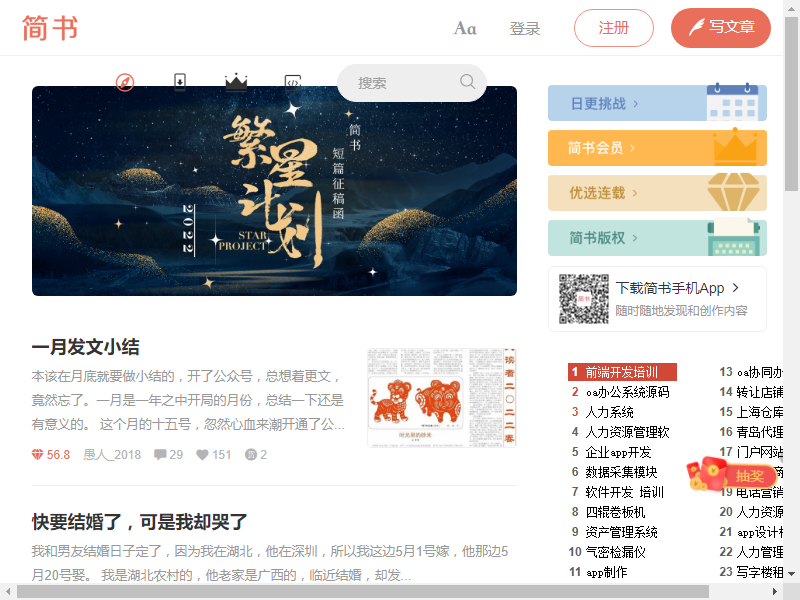 简书
Aa
登录
注册
写文章
搜索
繁星计划
简书
短篇征稿函
2022
STAR
PROJECT
日更挑战
简书会员
优选连载
简书版权
下载简书手机App
随时随地发现和创作内容
一月发文小结
本该在月底就要做小结的，开了公众号，总想着更文，
竟然忘了。一月是一年之中开局的月份，总结一下还是
有意义的。 这个月的十五号，忽然心血来潮开通了公...
56.8 愚人_2018 29 151 2
快要结婚了，可是我却哭了
我和男友结婚日子定了，因为我在湖北，他在深圳，所以我这边5月1号嫁，他那边5
月20号娶。 我是湖北农村的，他老家是广西的，临近结婚，却发...
1 前端开发培训
2 oa办公系统源码
3 人力系统
4 人力资源管理软
5 企业app开发
6 数据采集模块
7 软件开发 培训
8 四辊卷板机
9 资产管理系统
10 气密检漏仪
11 app制作
13 oa协同办
14 转让店铺
15 上海仓库
16 青岛代理
17 门户网站
19 电话营销
20 人力资源
21 app设计
22 人力管理
23 写字楼租
抽奖